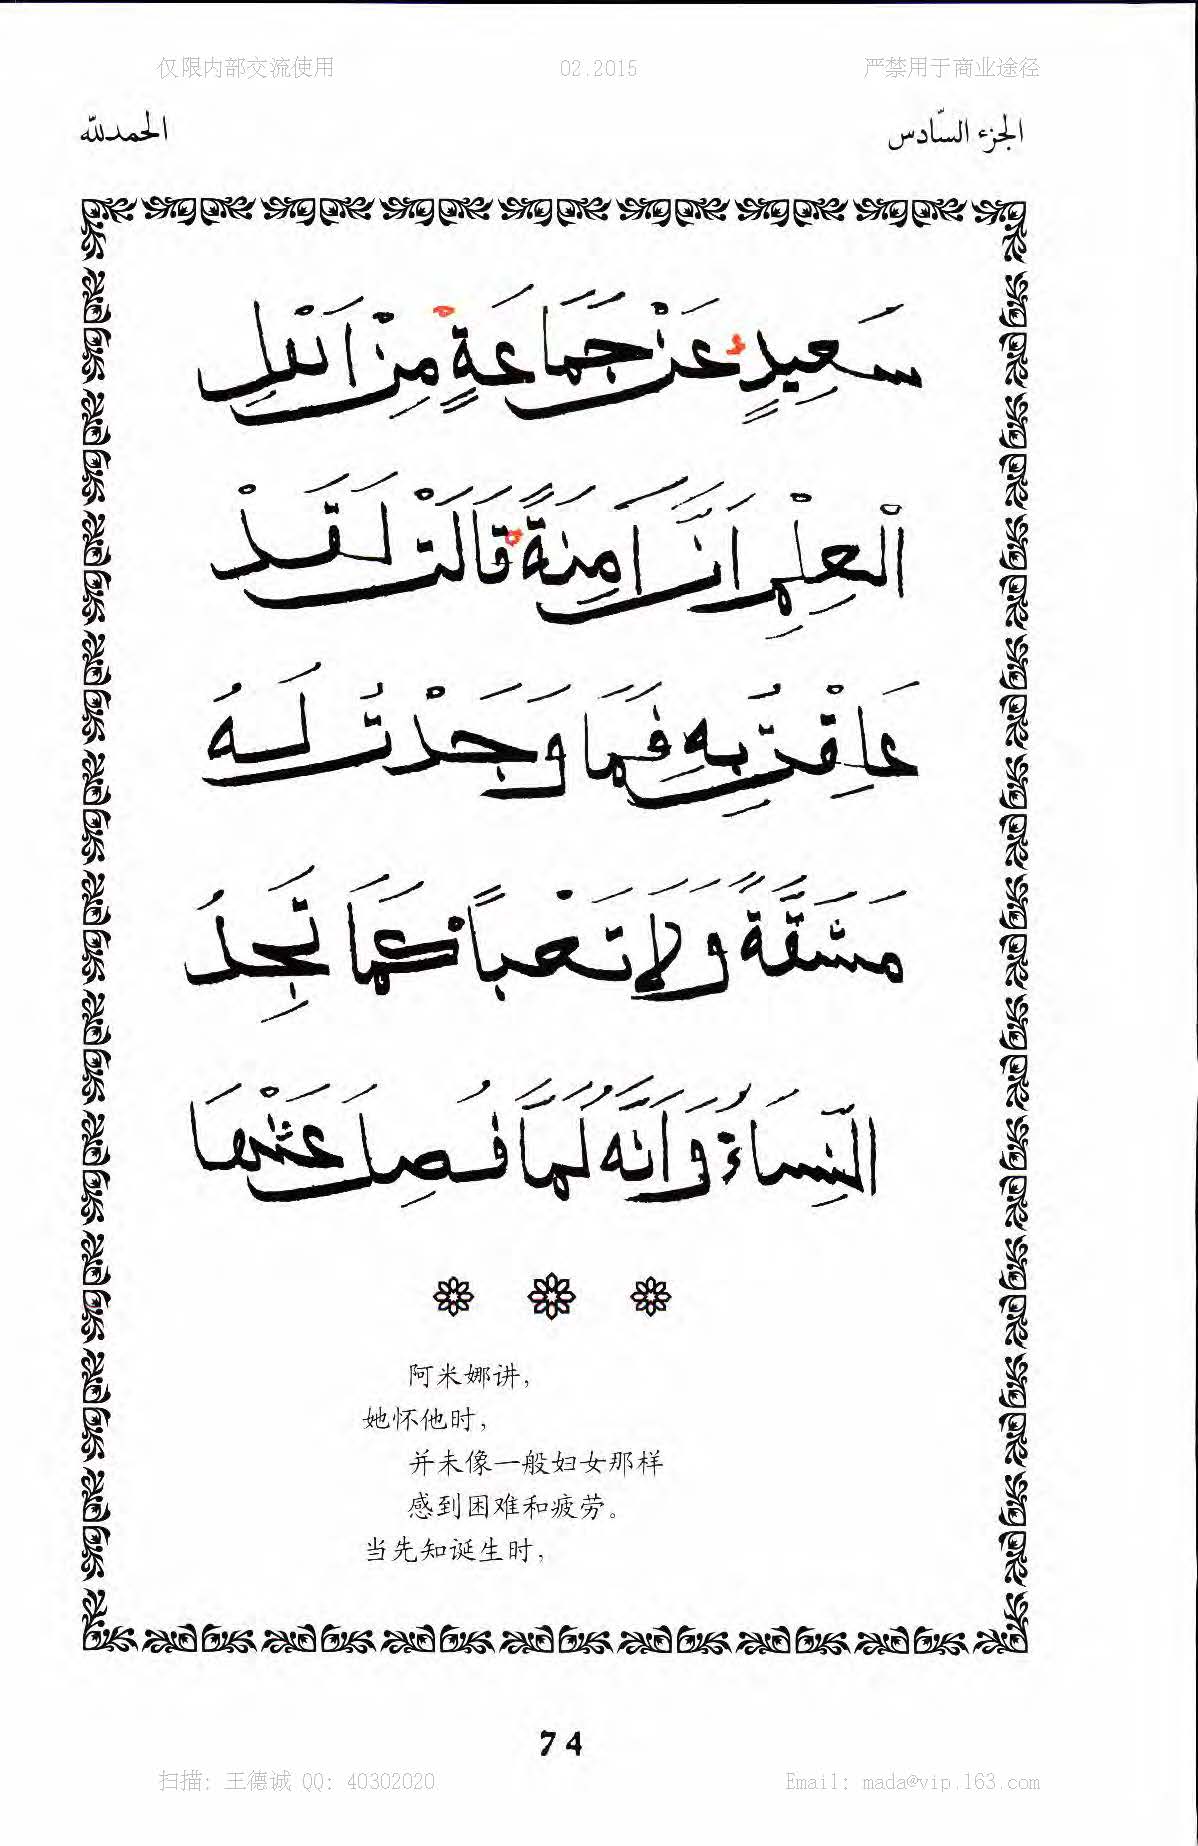 仅限内部交流使用 02.2015 严禁用于商业途径
الجزء السّادس الحمدلله
سَعِيدٍ عَنْ جَمَاعَةٍ مِنْ اَهْلِ
الْعِلْمِ اَنَّ اٰمِنَةً قَالَتْ لَقَدْ
عَلِقْتُ بِهِ فَمَا وَجَدْتُ لَهُ
مَشَقَّةً وَلَا تَعْبًا كَمَا تَجِدُ
النِّسَاءُ وَاَنَّهُ لَمَّا فُصِلَ عَنْهَا
阿米娜讲，
她怀他时，
并未像一般妇女那样
感到困难和疲劳。
当先知诞生时，
74
扫描: 王德诚 QQ: 40302020 Email: mada@vip.163.com